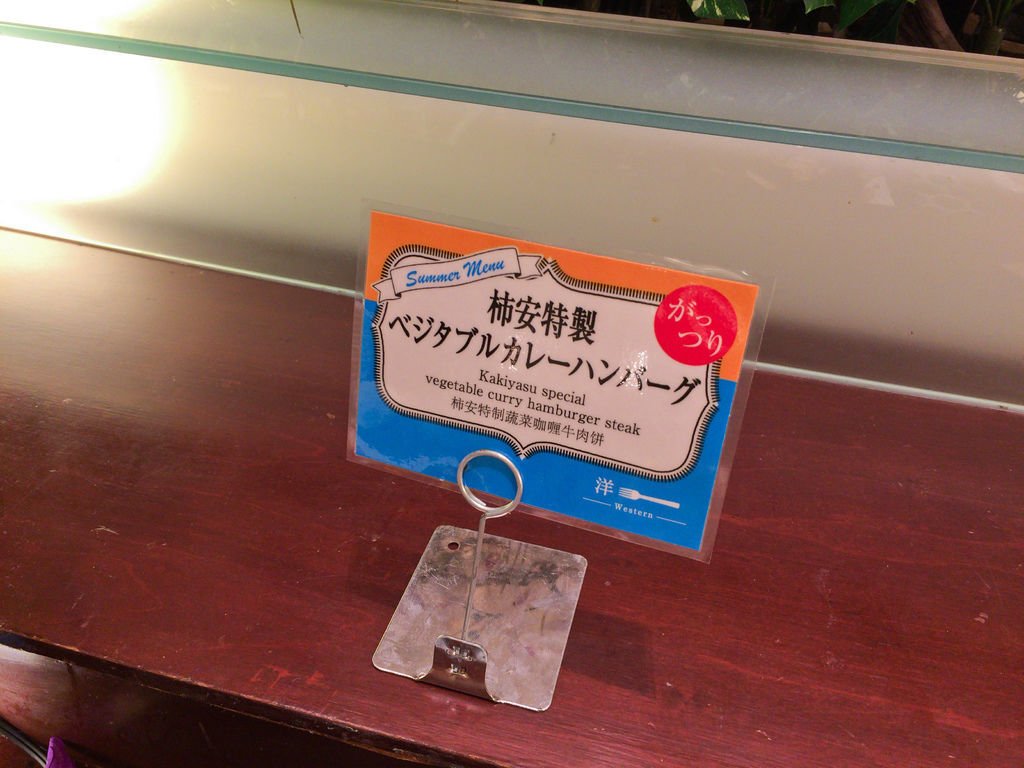 Summer Menu
がっ
つり
柿安特製
ベジタブルカレーハンバーグ
Kakiyasu special
vegetable curry hamburger steak
柿安特制蔬菜咖喱牛肉饼
洋
Western